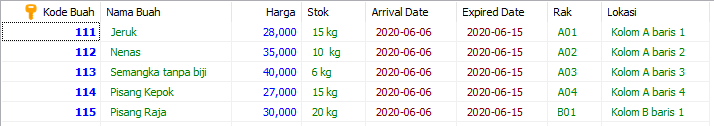 Kode Buah Nama Buah Harga Stok Arrival Date Expired Date Rak Lokasi
111 Jeruk 28,000 15 kg 2020-06-06 2020-06-15 A01 Kolom A baris 1
112 Nenas 35,000 10 kg 2020-06-06 2020-06-15 A02 Kolom A baris 2
113 Semangka tanpa biji 40,000 6 kg 2020-06-06 2020-06-15 A03 Kolom A baris 3
114 Pisang Kepok 27,000 15 kg 2020-06-06 2020-06-15 A04 Kolom A baris 4
115 Pisang Raja 30,000 20 kg 2020-06-06 2020-06-15 B01 Kolom B baris 1